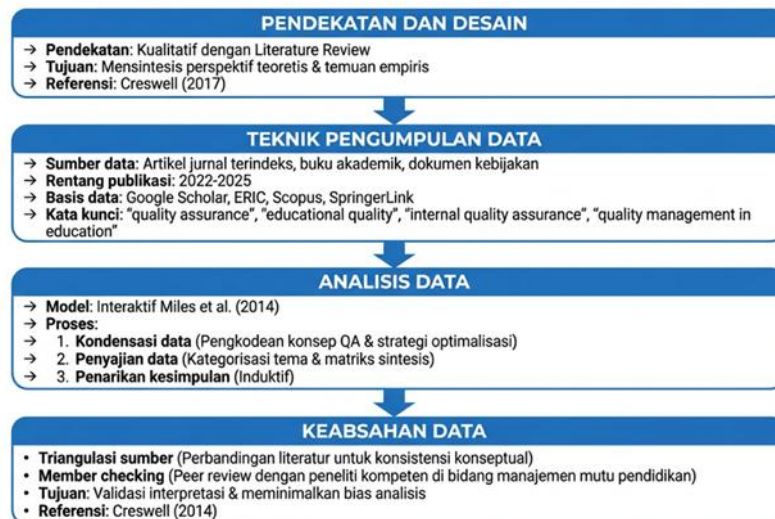 PENDEKATAN DAN DESAIN
→ Pendekatan: Kualitatif dengan Literature Review
→ Tujuan: Mensintesis perspektif teoretis & temuan empiris
→ Referensi: Creswell (2017)
TEKNIK PENGUMPULAN DATA
→ Sumber data: Artikel jurnal terindeks, buku akademik, dokumen kebijakan
→ Rentang publikasi: 2022-2025
→ Basis data: Google Scholar, ERIC, Scopus, SpringerLink
→ Kata kunci: “quality assurance”, “educational quality”, “internal quality assurance”, “quality management in
education”
ANALISIS DATA
→ Model: Interaktif Miles et al. (2014)
→ Proses:
→ 1. Kondensasi data (Pengkodean konsep QA & strategi optimalisasi)
→ 2. Penyajian data (Kategorisasi tema & matriks sintesis)
→ 3. Penarikan kesimpulan (Induktif)
KEABSAHAN DATA
• Triangulasi sumber (Perbandingan literatur untuk konsistensi konseptual)
• Member checking (Peer review dengan peneliti kompeten di bidang manajemen mutu pendidikan)
• Tujuan: Validasi interpretasi & meminimalkan bias analisis
• Referensi: Creswell (2014)